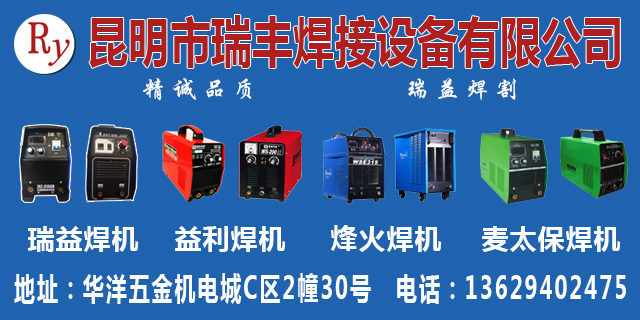 Ry 昆明市瑞丰焊接设备有限公司
精诚品质 瑞益焊割
WS-200 WSE315
瑞益焊机 益利焊机 烽火焊机 麦太保焊机
地址：华洋五金机电城C区2幢30号 电话：13629402475